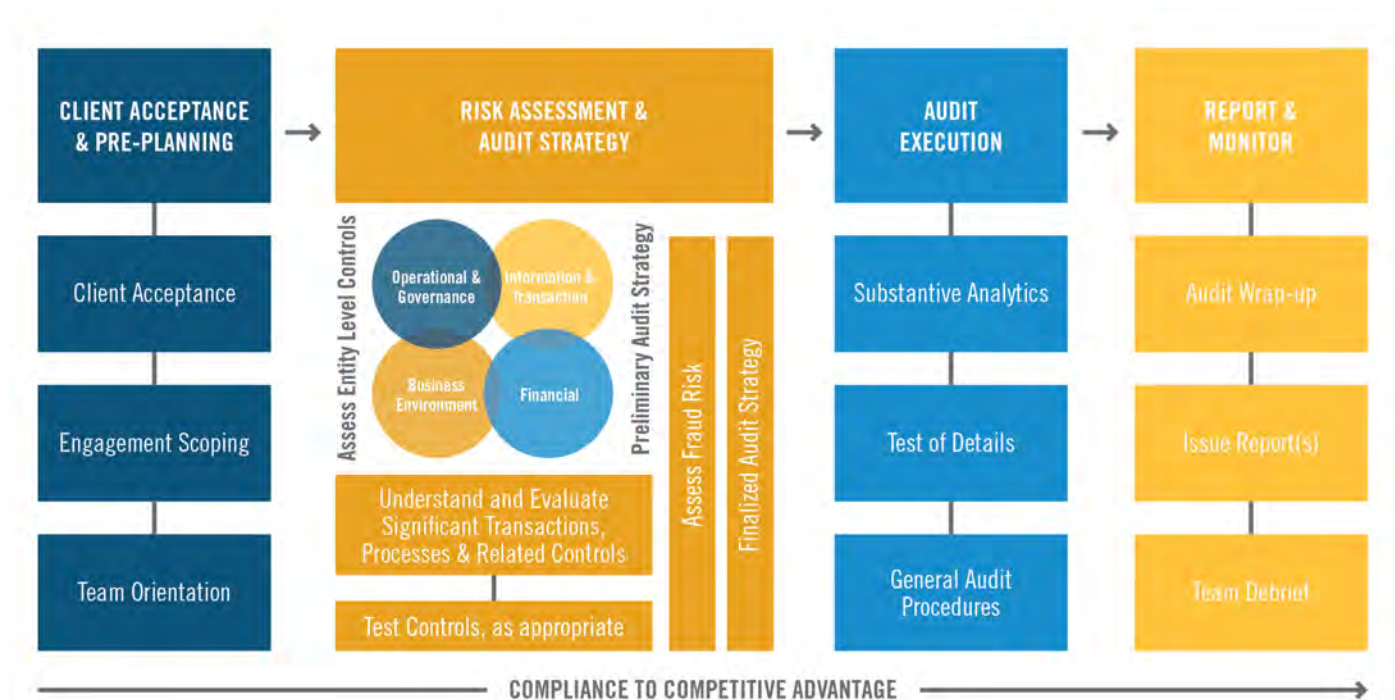 CLIENT ACCEPTANCE
& PRE-PLANNING
Client Acceptance
Engagement Scoping
Team Orientation
RISK ASSESSMENT &
AUDIT STRATEGY
Assess Entity Level Controls
Operational &
Governance
Information &
Transaction
Business
Environment
Financial
Preliminary Audit Strategy
Understand and Evaluate
Significant Transactions,
Processes & Related Controls
Test Controls, as appropriate
Assess Fraud Risk
Finalized Audit Strategy
AUDIT
EXECUTION
Substantive Analytics
Test of Details
General Audit
Procedures
REPORT &
MONITOR
Audit Wrap-up
Issue Report(s)
Team Debrief
COMPLIANCE TO COMPETITIVE ADVANTAGE